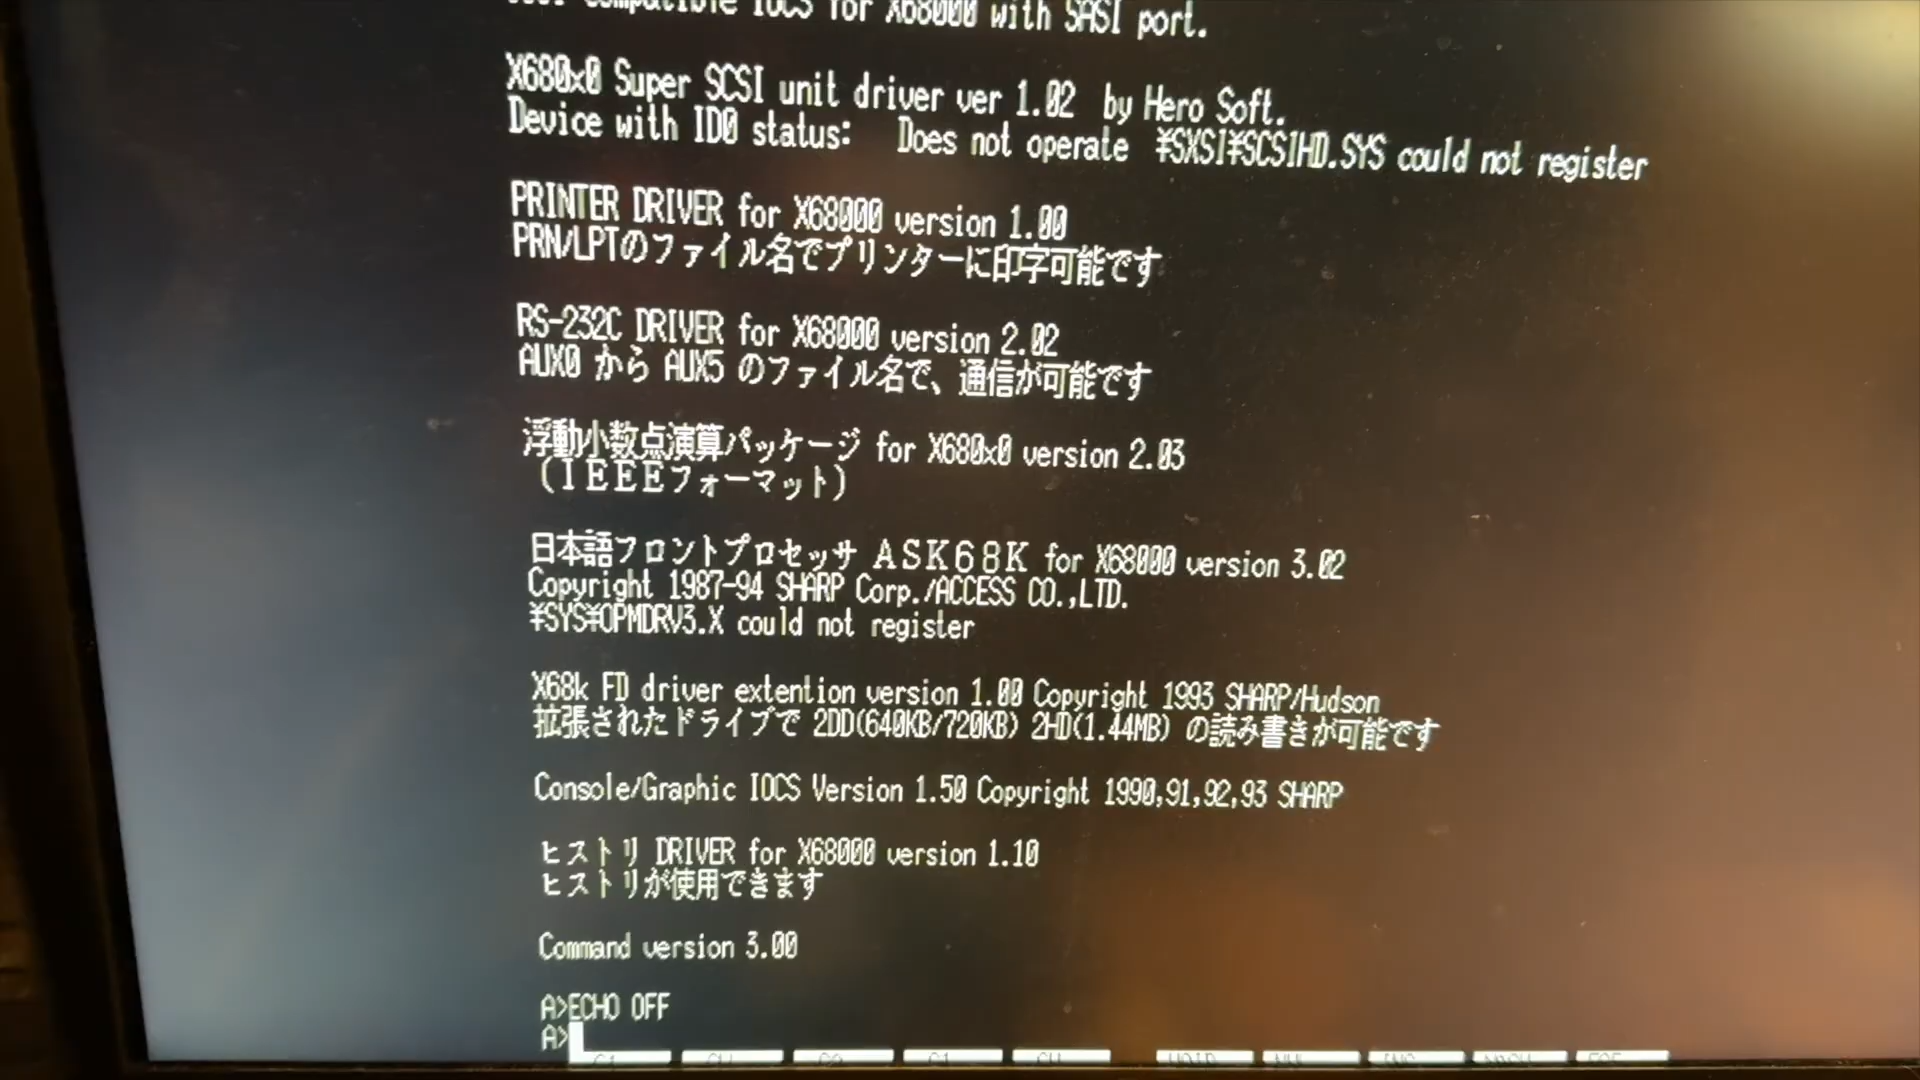 Compatible IOCS for X68000 with SASI port.
X680x0 Super SCSI unit driver ver 1.02 by Hero Soft.
Device with ID0 status: Does not operate ¥SXSI¥SCSIHD.SYS could not register
PRINTER DRIVER for X68000 version 1.00
PRN/LPTのファイル名でプリンターに印字可能です
RS-232C DRIVER for X68000 version 2.02
AUX0 から AUX5 のファイル名で、通信が可能です
浮動小数点演算パッケージ for X680x0 version 2.03
（ＩＥＥＥフォーマット）
日本語フロントプロセッサ ＡＳＫ６８Ｋ for X68000 version 3.02
Copyright 1987-94 SHARP Corp./ACCESS CO.,LTD.
¥SYS¥OPMDRV3.X could not register
X68k FD driver extention version 1.00 Copyright 1993 SHARP/Hudson
拡張されたドライブで 2DD(640KB/720KB) 2HD(1.44MB) の読み書きが可能です
Console/Graphic IOCS Version 1.50 Copyright 1990,91,92,93 SHARP
ヒストリ DRIVER for X68000 version 1.10
ヒストリが使用できます
Command version 3.00
A>ECHO OFF
A>